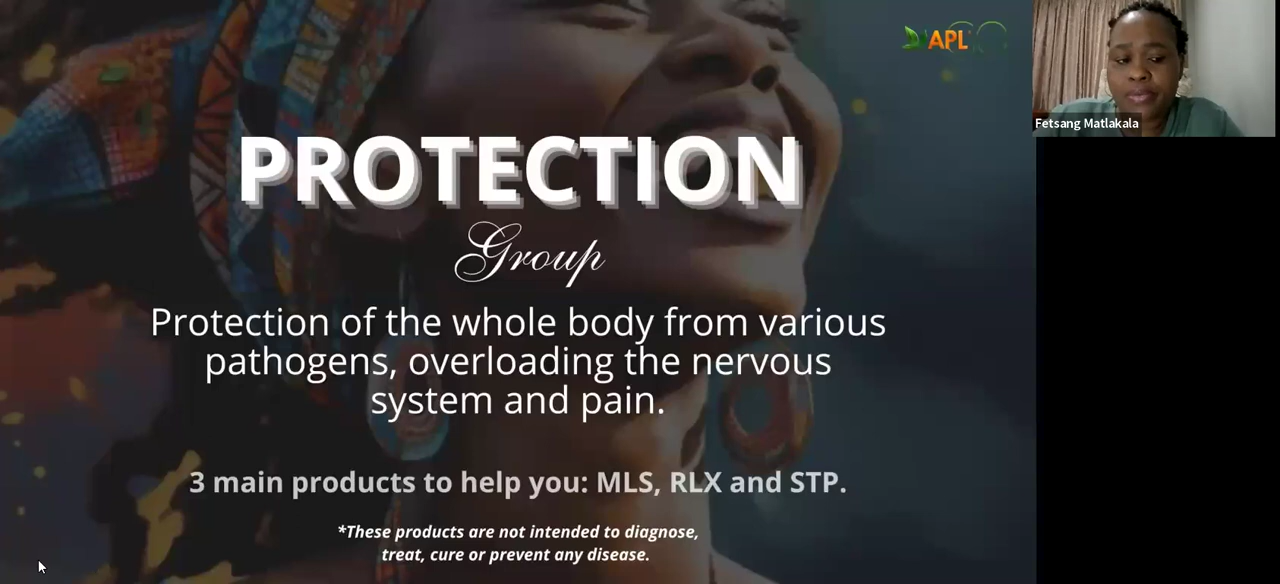 APL
Fetsang Matlakala
PROTECTION
Group
Protection of the whole body from various
pathogens, overloading the nervous
system and pain.
3 main products to help you: MLS, RLX and STP.
*These products are not intended to diagnose,
treat, cure or prevent any disease.